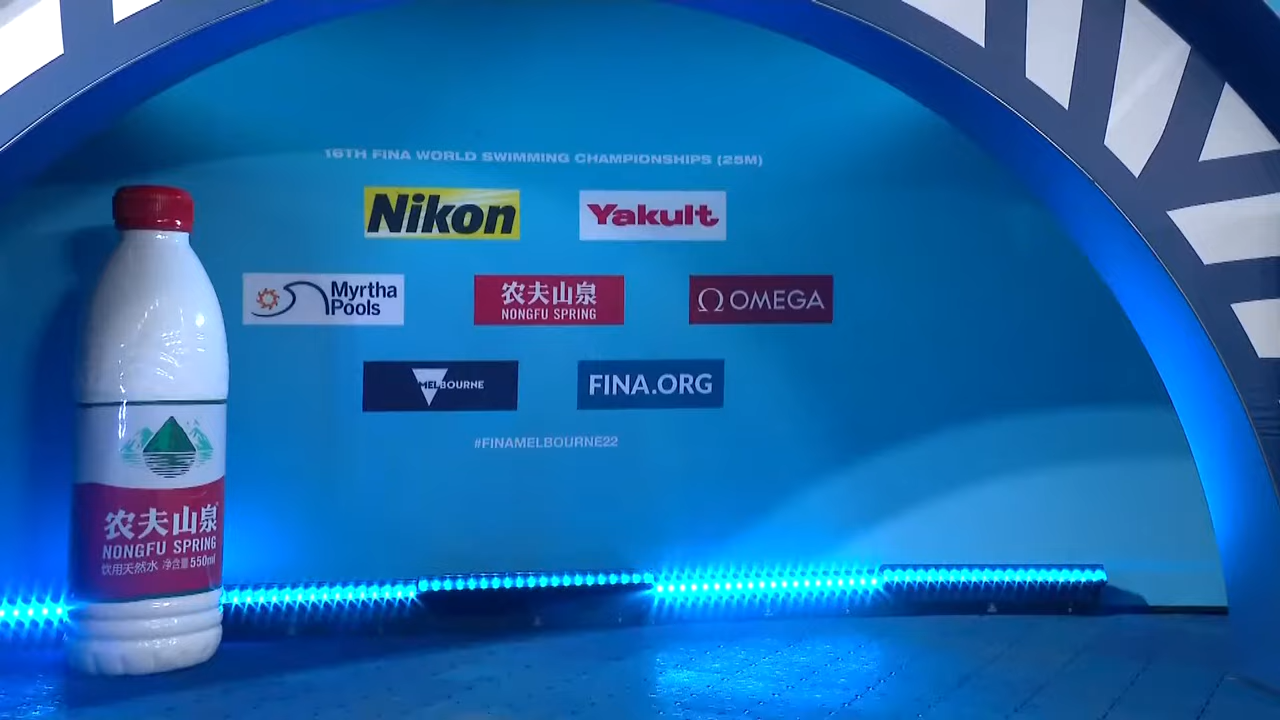 16TH FINA WORLD SWIMMING CHAMPIONSHIPS (25M)
Nikon
Yakult
Myrtha
Pools
农夫山泉
NONGFU SPRING
Ω OMEGA
MELBOURNE
FINA.ORG
#FINAMELBOURNE22
农夫山泉
NONGFU SPRING
饮用天然水 净含量550ml